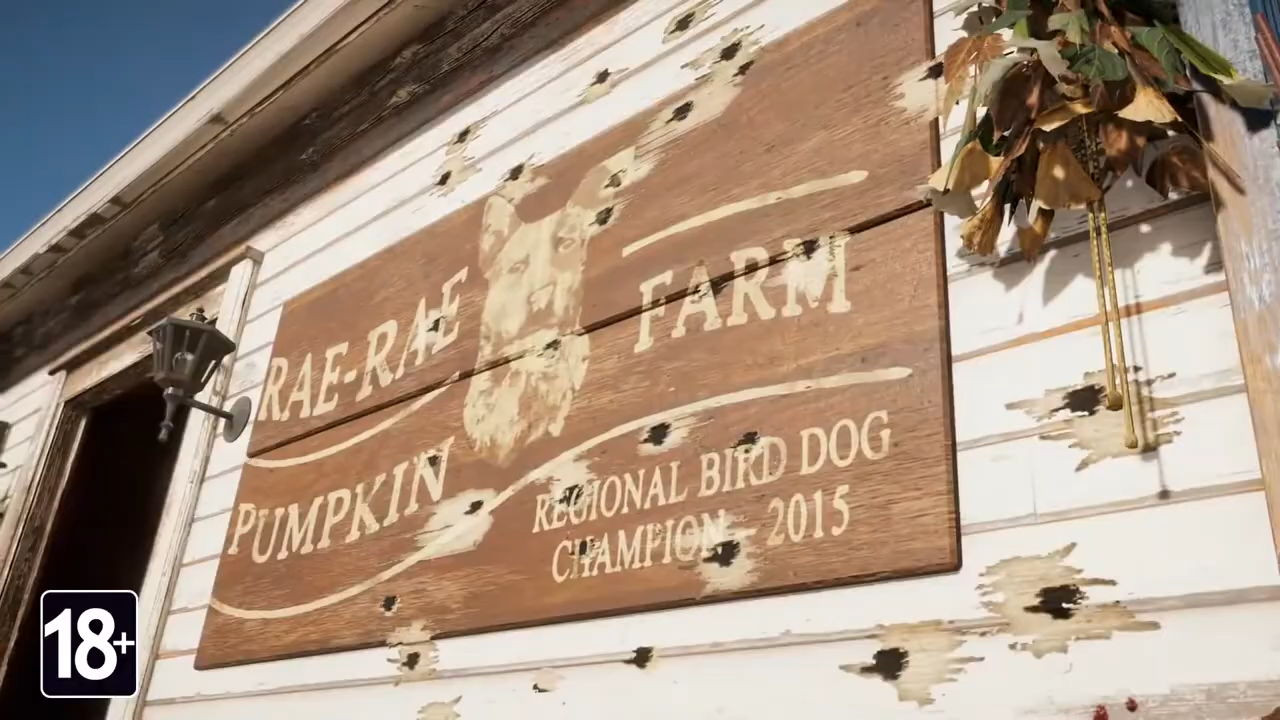 RAE-RAE
PUMPKIN
FARM
REGIONAL BIRD DOG
CHAMPION - 2015
18+